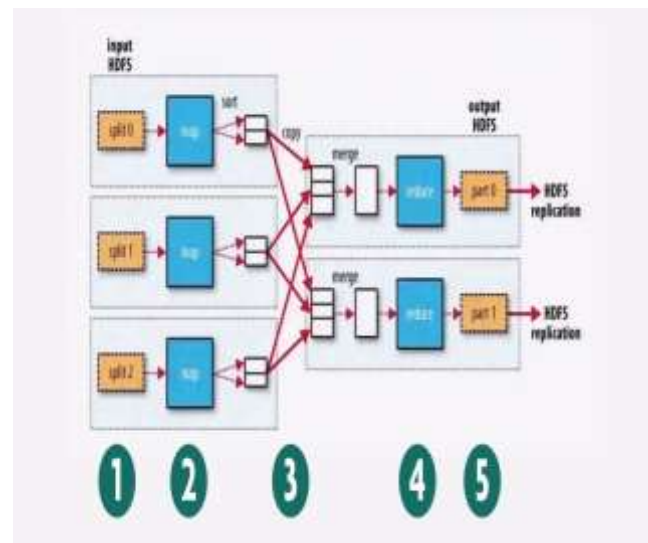 input
HDFS
sort
split 0
map
copy
output
HDFS
merge
reduce
part 0
HDFS
replication
split 1
map
merge
reduce
part 1
HDFS
replication
split 2
map
1
2
3
4
5